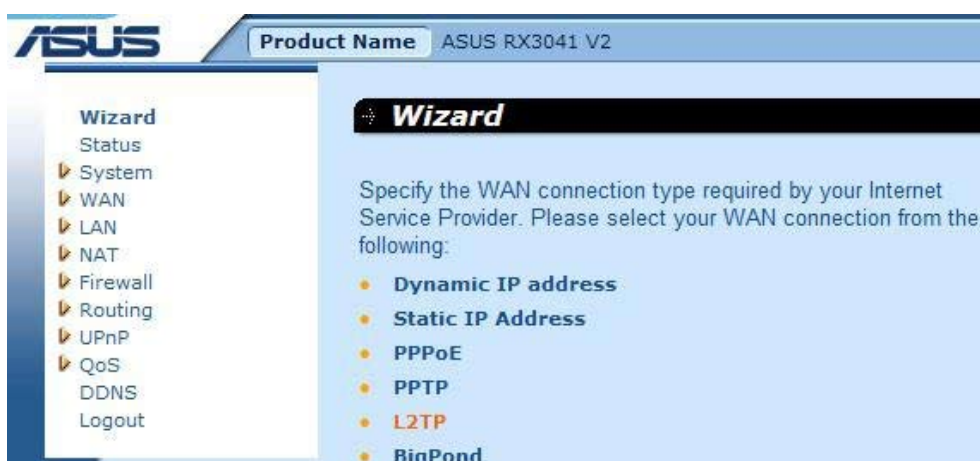 ASUS
Product Name ASUS RX3041 V2
Wizard
Status
System
WAN
LAN
NAT
Firewall
Routing
UPnP
QoS
DDNS
Logout
Wizard
Specify the WAN connection type required by your Internet
Service Provider. Please select your WAN connection from the
following:
Dynamic IP address
Static IP Address
PPPoE
PPTP
L2TP
BigPond